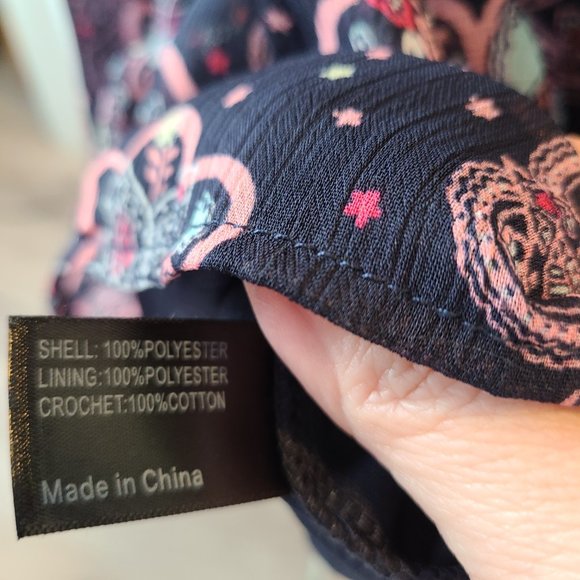 SHELL: 100%POLYESTER
LINING:100%POLYESTER
CROCHET:100%COTTON
Made in China